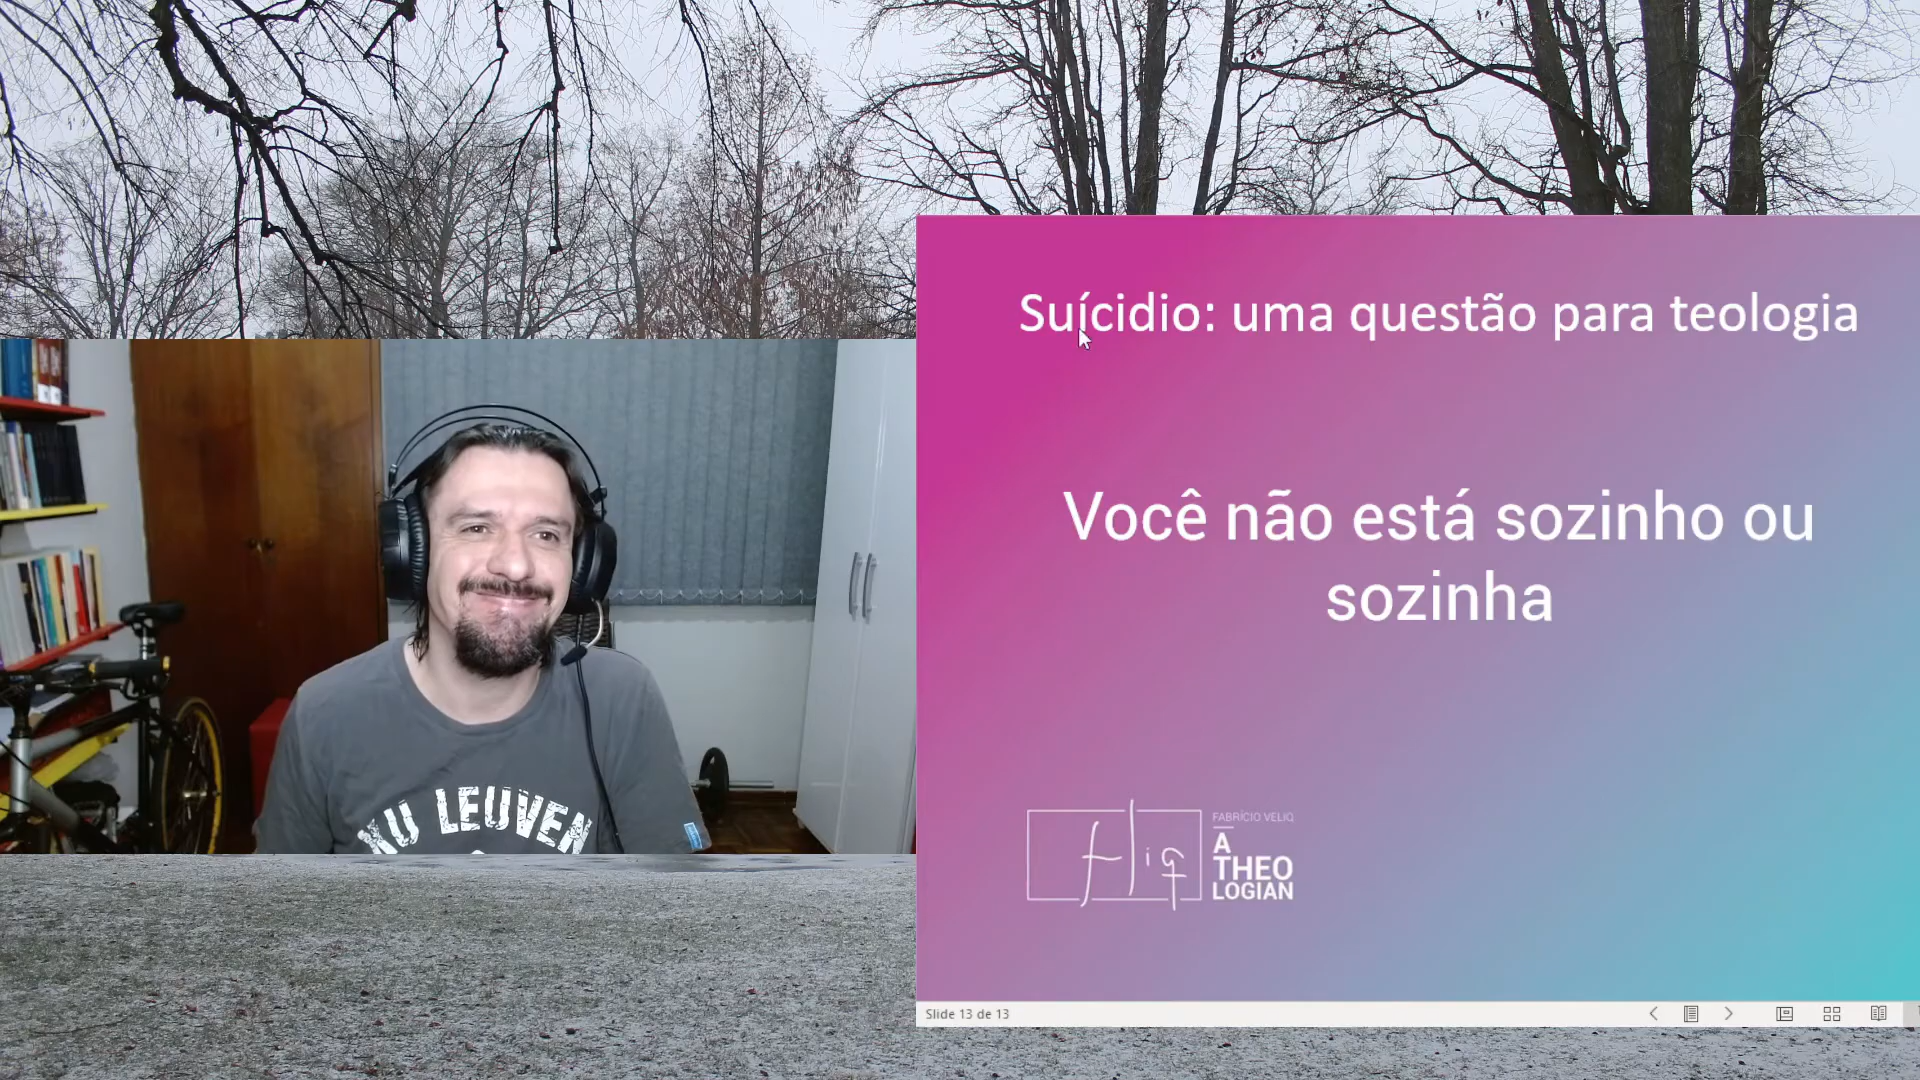 Suícidio: uma questão para teologia
Você não está sozinho ou
sozinha
KU LEUVEN
fliq
FABRÍCIO VELIQ
A
THEO
LOGIAN
Slide 13 de 13